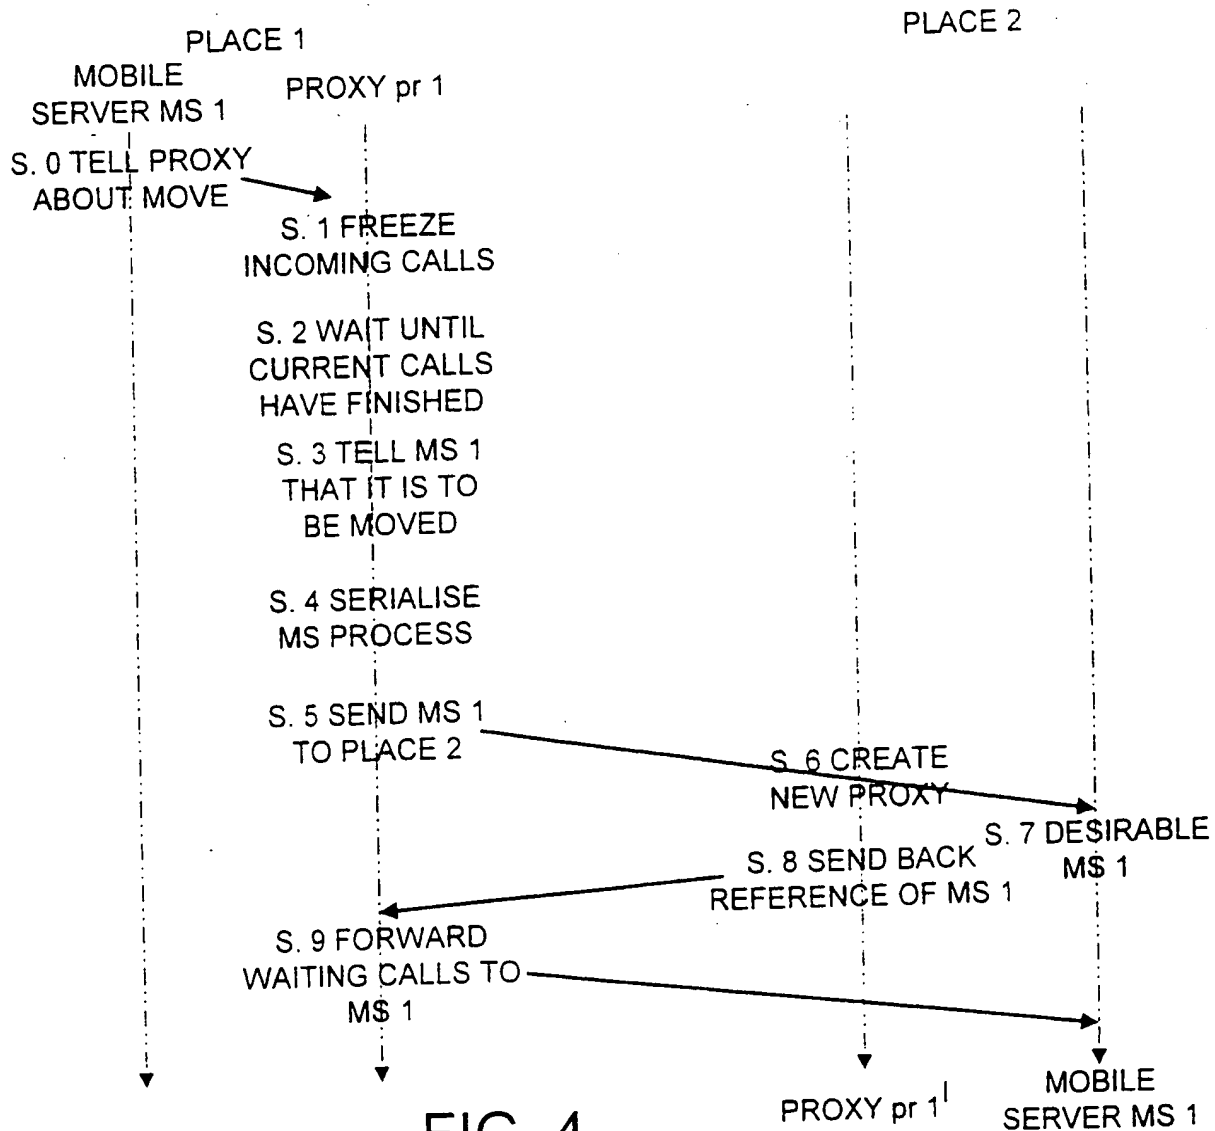 PLACE 1
PLACE 2
MOBILE
SERVER MS 1
PROXY pr 1
S. 0 TELL PROXY
ABOUT MOVE
S. 1 FREEZE
INCOMING CALLS
S. 2 WAIT UNTIL
CURRENT CALLS
HAVE FINISHED
S. 3 TELL MS 1
THAT IT IS TO
BE MOVED
S. 4 SERIALISE
MS PROCESS
S. 5 SEND MS 1
TO PLACE 2
S. 6 CREATE
NEW PROXY
S. 7 DESIRABLE
MS 1
S. 8 SEND BACK
REFERENCE OF MS 1
S. 9 FORWARD
WAITING CALLS TO
MS 1
PROXY pr 1'
MOBILE
SERVER MS 1
FIG. 4